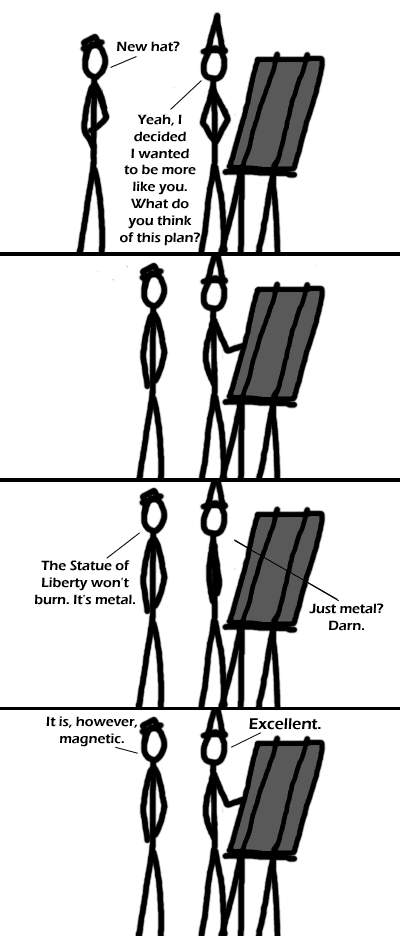 New hat?
Yeah, I
decided
I wanted
to be more
like you.
What do
you think
of this plan?
The Statue of
Liberty won't
burn. It's metal.
Just metal?
Darn.
It is, however,
magnetic.
Excellent.